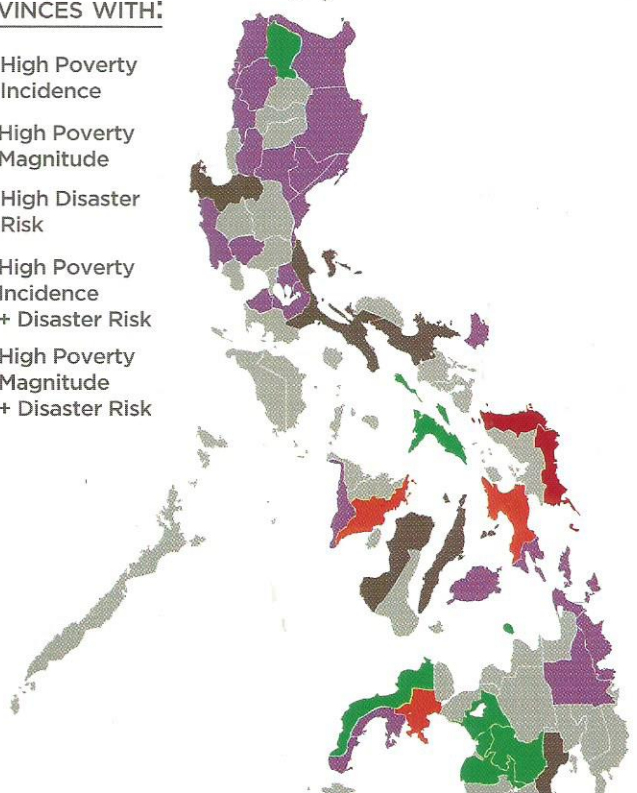 VINCES WITH:
High Poverty
Incidence
High Poverty
Magnitude
High Disaster
Risk
High Poverty
Incidence
+ Disaster Risk
High Poverty
Magnitude
+ Disaster Risk